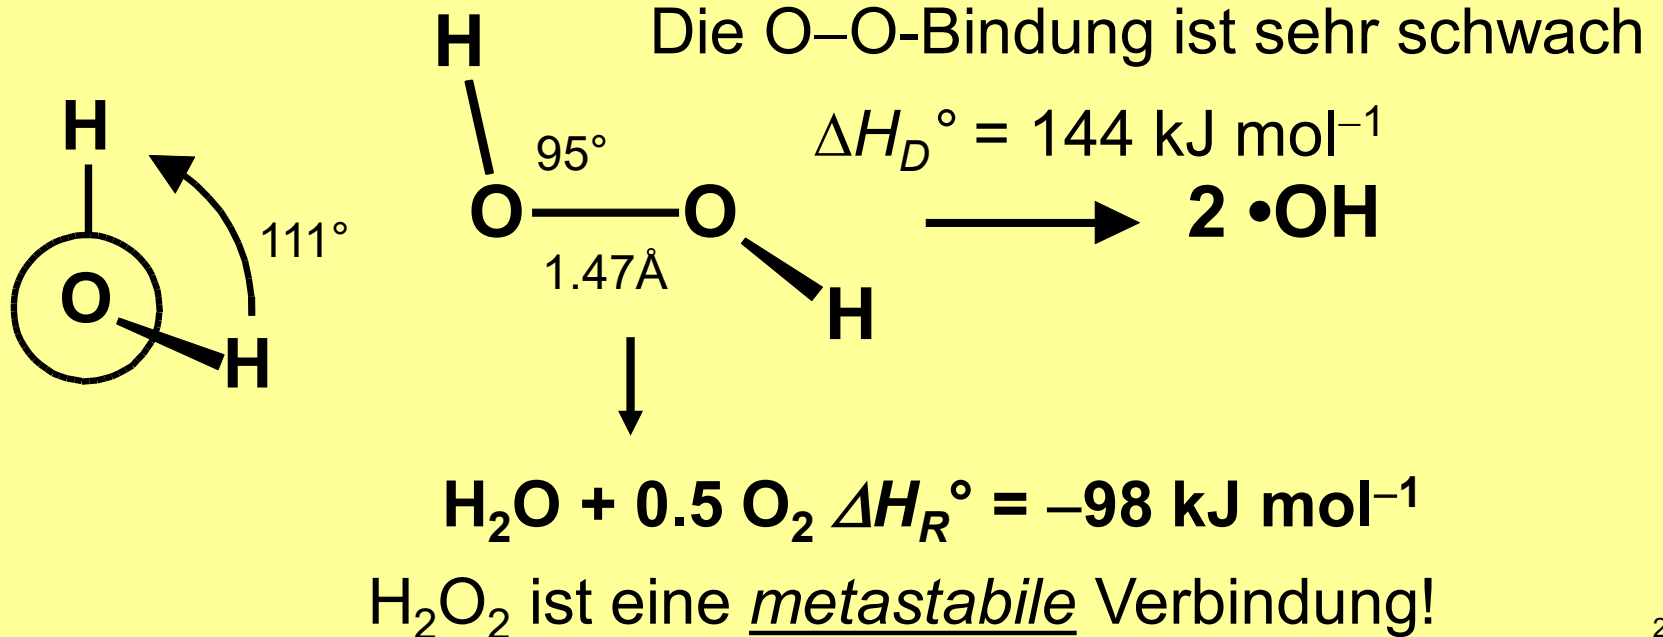 Die O–O-Bindung ist sehr schwach
H
H
95°
ΔH_D° = 144 kJ mol⁻¹
111°
O
O
O
2 •OH
1.47Å
H
H
H₂O + 0.5 O₂ ΔH_R° = –98 kJ mol⁻¹
H₂O₂ ist eine metastabile Verbindung!
2